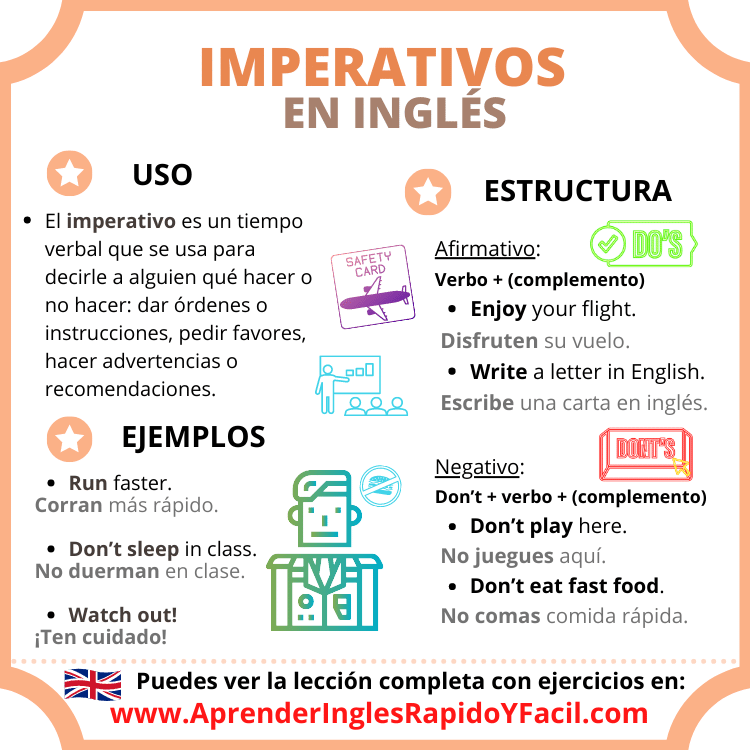 IMPERATIVOS
EN INGLÉS
USO
• El imperativo es un tiempo
verbal que se usa para
decirle a alguien qué hacer o
no hacer: dar órdenes o
instrucciones, pedir favores,
hacer advertencias o
recomendaciones.
SAFETY
CARD
EJEMPLOS
• Run faster.
Corran más rápido.
• Don’t sleep in class.
No duerman en clase.
• Watch out!
¡Ten cuidado!
ESTRUCTURA
DO'S
Afirmativo:
Verbo + (complemento)
• Enjoy your flight.
Disfruten su vuelo.
• Write a letter in English.
Escribe una carta en inglés.
DONT'S
Negativo:
Don’t + verbo + (complemento)
• Don’t play here.
No juegues aquí.
• Don’t eat fast food.
No comas comida rápida.
Puedes ver la lección completa con ejercicios en:
www.AprenderInglesRapidoYFacil.com